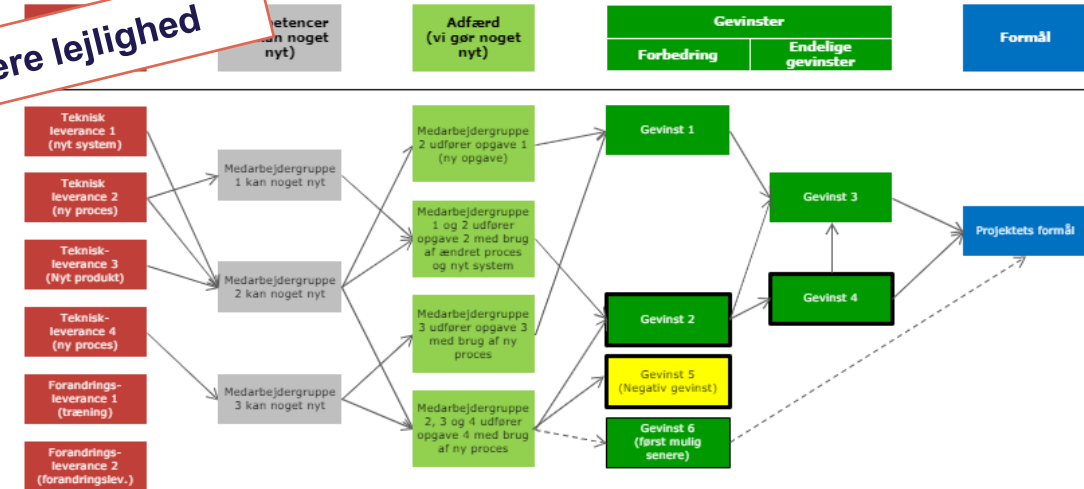 ere lejlighed
etencer
an noget
nyt)
Adfærd
(vi gør noget
nyt)
Gevinster
Forbedring
Endelige
gevinster
Formål
Teknisk
leverance 1
(nyt system)
Teknisk
leverance 2
(ny proces)
Teknisk-
leverance 3
(Nyt produkt)
Teknisk-
leverance 4
(ny proces)
Forandrings-
leverance 1
(træning)
Forandrings-
leverance 2
(forandringslev.)
Medarbejdergruppe
1 kan noget nyt
Medarbejdergruppe
2 kan noget nyt
Medarbejdergruppe
3 kan noget nyt
Medarbejdergruppe
2 udfører opgave 1
(ny opgave)
Medarbejdergruppe
1 og 2 udfører
opgave 2 med brug
af ændret proces
og nyt system
Medarbejdergruppe
3 udfører opgave 3
med brug af ny
proces
Medarbejdergruppe
2, 3 og 4 udfører
opgave 4 med brug
af ny proces
Gevinst 1
Gevinst 2
Gevinst 5
(Negativ gevinst)
Gevinst 6
(først mulig
senere)
Gevinst 3
Gevinst 4
Projektets formål